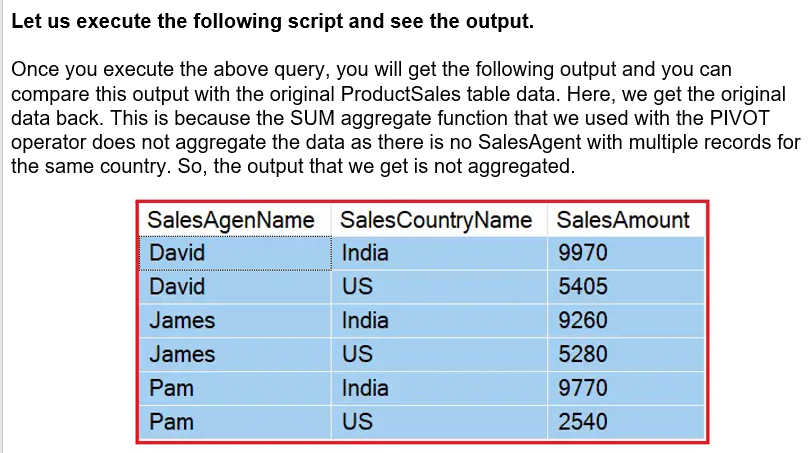 Let us execute the following script and see the output.
Once you execute the above query, you will get the following output and you can
compare this output with the original ProductSales table data. Here, we get the original
data back. This is because the SUM aggregate function that we used with the PIVOT
operator does not aggregate the data as there is no SalesAgent with multiple records for
the same country. So, the output that we get is not aggregated.
SalesAgenName SalesCountryName SalesAmount
David India 9970
David US 5405
James India 9260
James US 5280
Pam India 9770
Pam US 2540